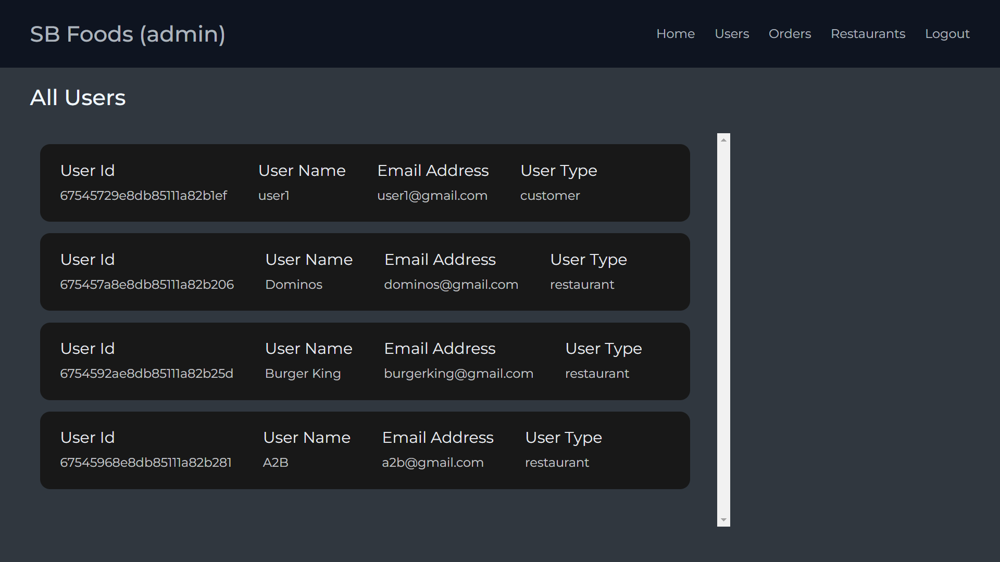 SB Foods (admin)
Home Users Orders Restaurants Logout
All Users
User Id User Name Email Address User Type
67545729e8db85111a82b1ef user1 user1@gmail.com customer
User Id User Name Email Address User Type
675457a8e8db85111a82b206 Dominos dominos@gmail.com restaurant
User Id User Name Email Address User Type
6754592ae8db85111a82b25d Burger King burgerking@gmail.com restaurant
User Id User Name Email Address User Type
67545968e8db85111a82b281 A2B a2b@gmail.com restaurant